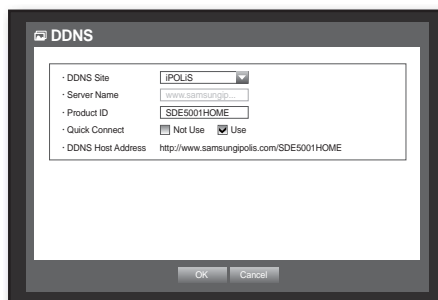 DDNS
· DDNS Site iPOLiS
· Server Name www.samsungip...
· Product ID SDE5001HOME
· Quick Connect Not Use Use
· DDNS Host Address http://www.samsungipolis.com/SDE5001HOME
OK Cancel